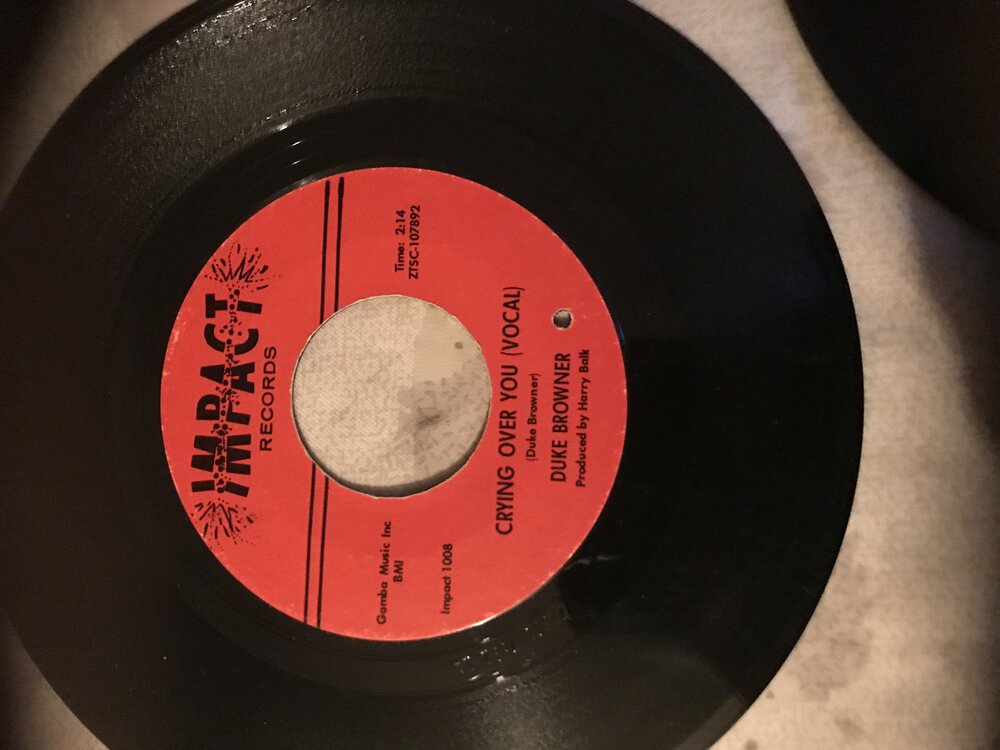 IMPACT
RECORDS
Gomba Music Inc
BMI
Impact 1008
Time: 2:14
ZTSC-107892
CRYING OVER YOU (VOCAL)
(Duke Browner)
DUKE BROWNER
Produced by Harry Balk